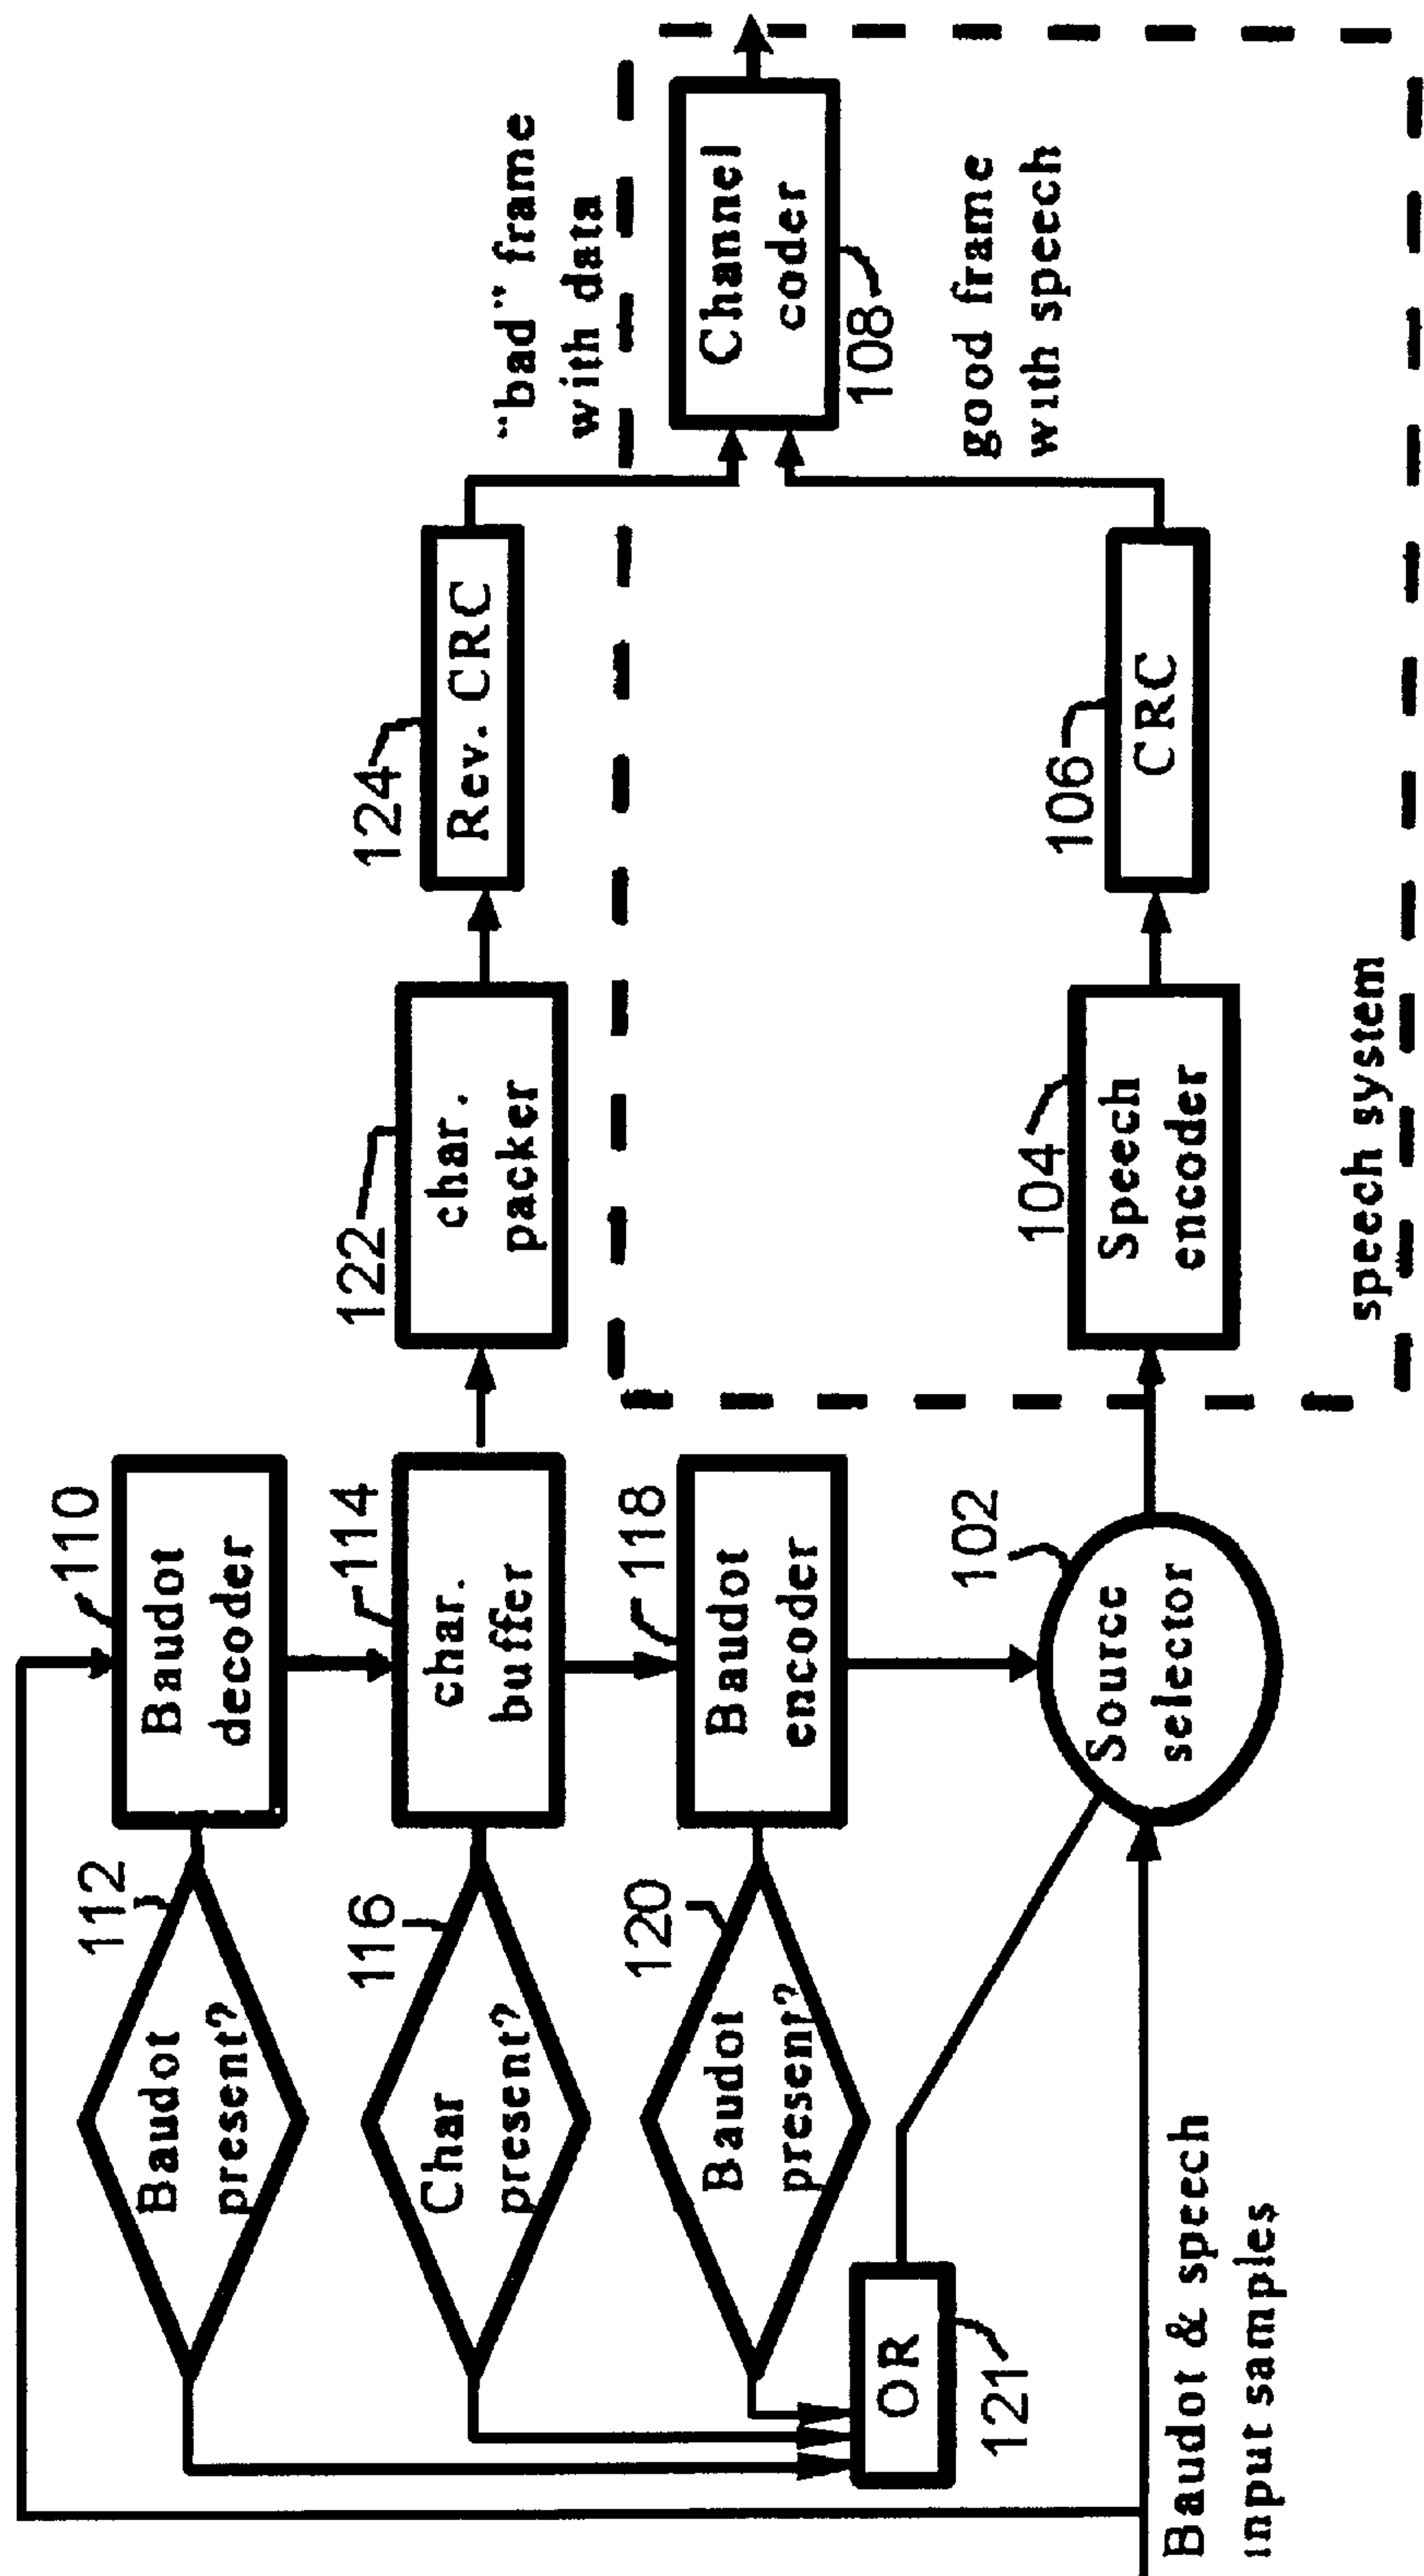 110
Baudot
decoder
112
Baudot
present?
114
char.
buffer
116
Char
present?
118
Baudot
encoder
120
Baudot
present?
OR
121
102
Source
selector
Baudot & speech
input samples
122
char.
packer
124
Rev. CRC
"bad" frame
with data
Channel
coder
108
good frame
with speech
104
Speech
encoder
106
CRC
speech system